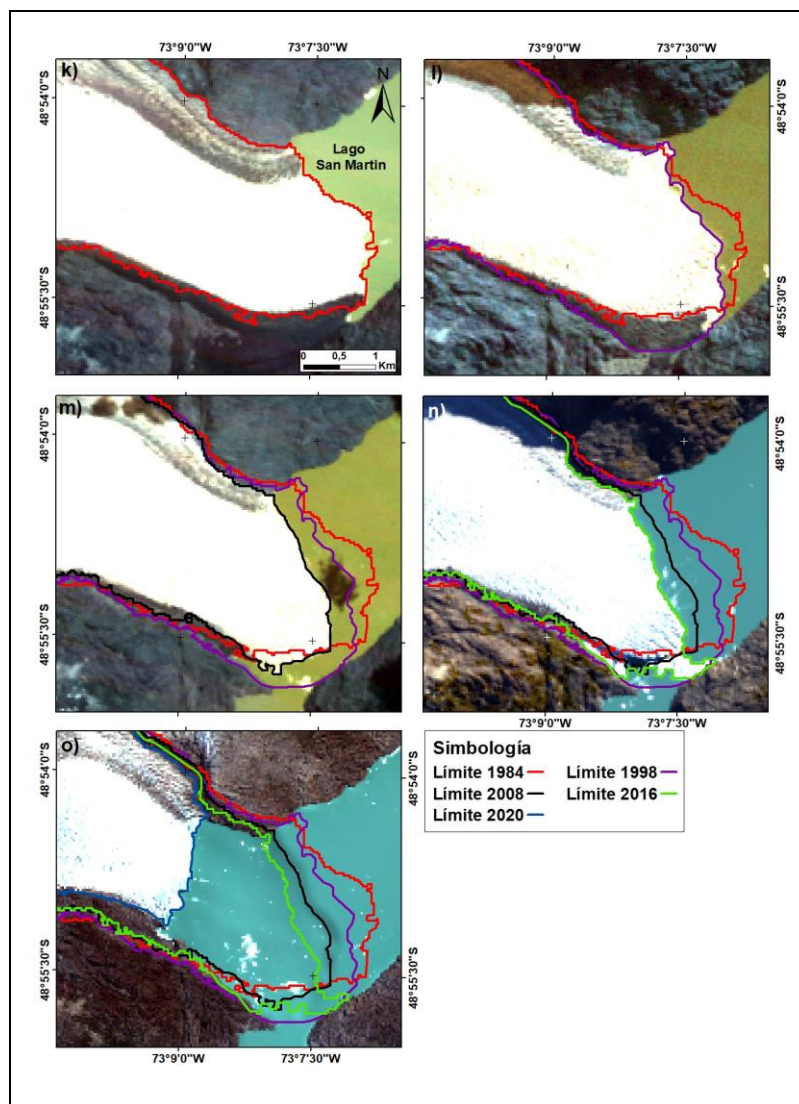 73°9'0"W 73°7'30"W
k) l)
N
48°54'0"S 48°54'0"S
Lago
San Martin
48°55'30"S 48°55'30"S
0 0,5 1
Km
m) n)
48°54'0"S 48°54'0"S
48°55'30"S 48°55'30"S
73°9'0"W 73°7'30"W
o)
48°54'0"S 48°54'0"S
48°55'30"S 48°55'30"S
73°9'0"W 73°7'30"W
Simbología
Límite 1984 Límite 1998
Límite 2008 Límite 2016
Límite 2020